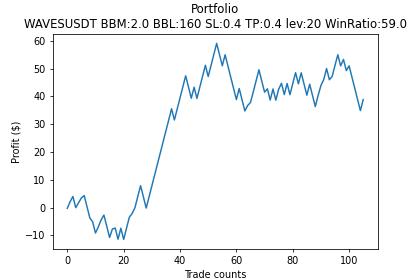 Portfolio
WAVESUSDT BBM:2.0 BBL:160 SL:0.4 TP:0.4 lev:20 WinRatio:59.0
60
50
40
30
20
10
0
−10
Profit ($)
0 20 40 60 80 100
Trade counts